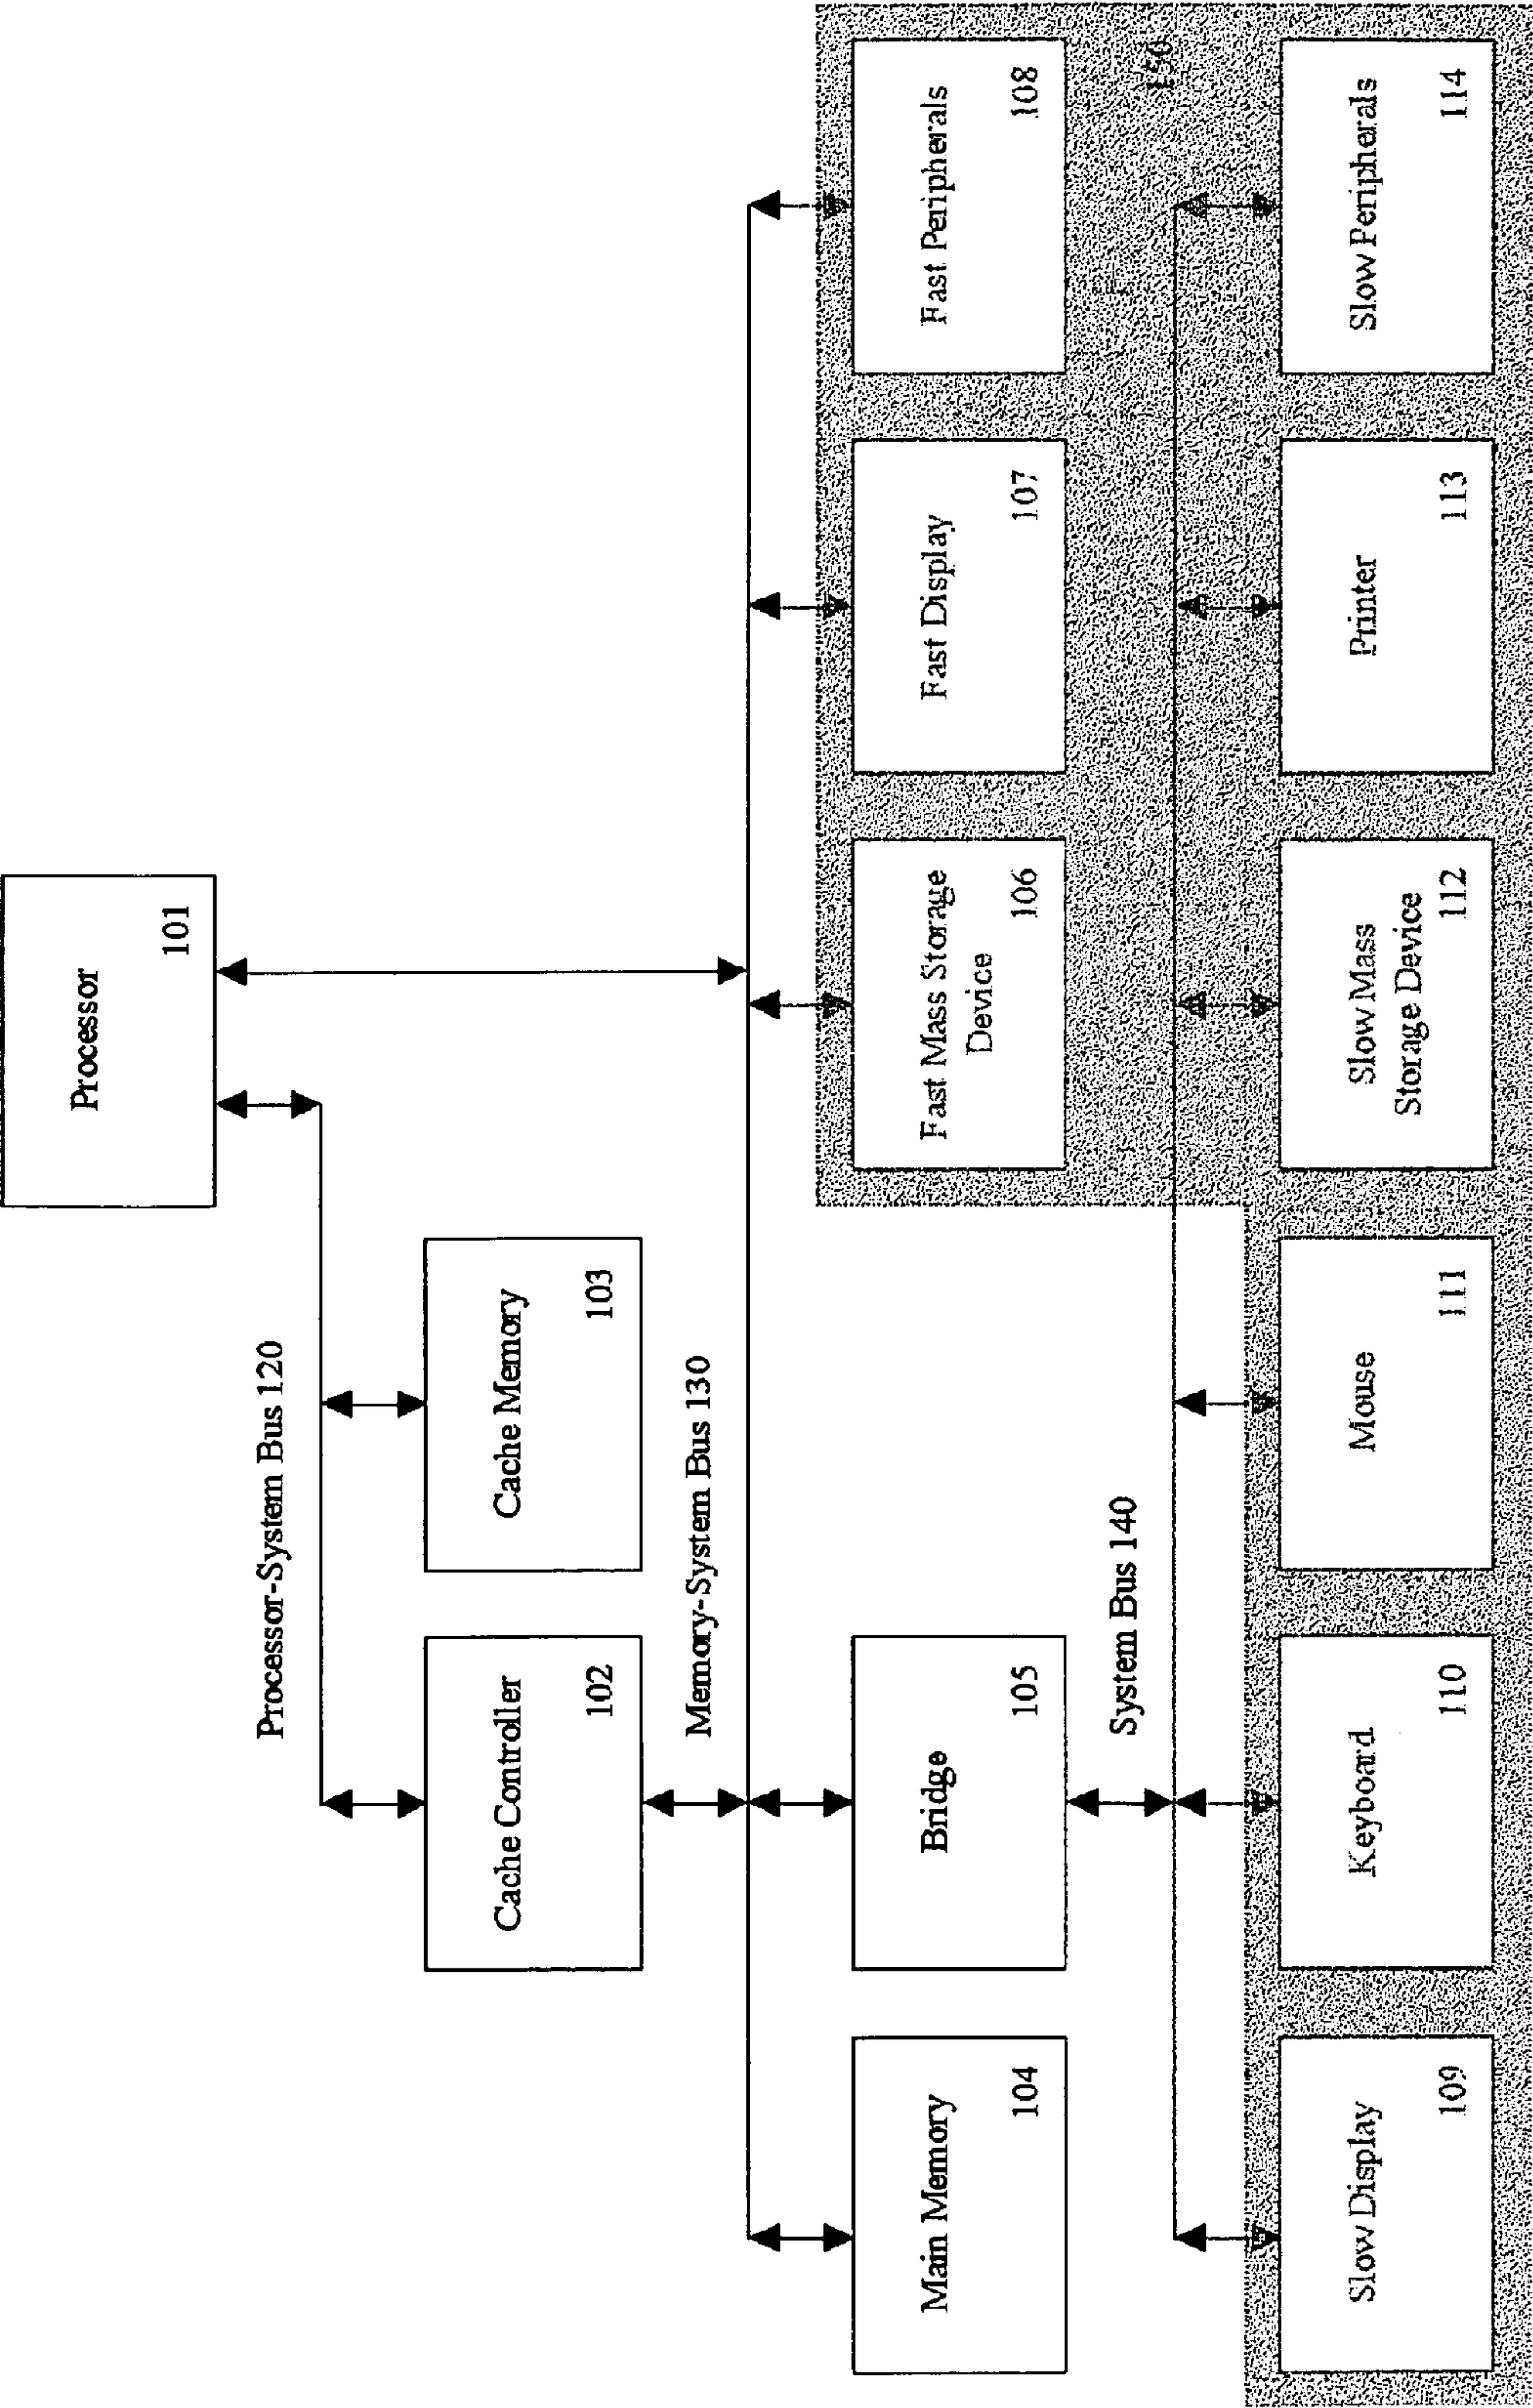 Processor
101
Processor-System Bus 120
Cache Controller
102
Cache Memory
103
Memory-System Bus 130
Main Memory
104
Bridge
105
Fast Mass Storage
Device
106
Fast Display
107
Fast Peripherals
108
150
System Bus 140
Slow Display
109
Keyboard
110
Mouse
111
Slow Mass
Storage Device
112
Printer
113
Slow Peripherals
114